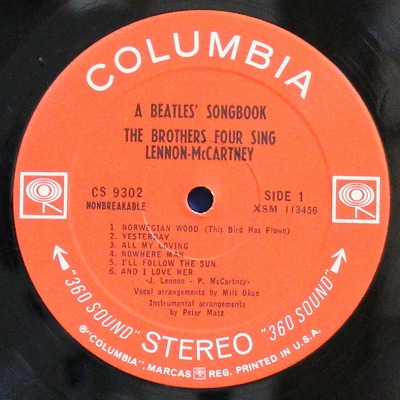 COLUMBIA
A BEATLES' SONGBOOK
THE BROTHERS FOUR SING
LENNON-McCARTNEY
CS 9302
NONBREAKABLE
SIDE 1
XSM 113456
1. NORWEGIAN WOOD (This Bird Has Flown)
2. YESTERDAY
3. ALL MY LOVING
4. NOWHERE MAN
5. I'LL FOLLOW THE SUN
6. AND I LOVE HER
-J. Lennon - P. McCartney-
Vocal arrangements by Milt Okun
Instrumental arrangements
by Peter Matz
"360 SOUND" STEREO "360 SOUND"
℗"COLUMBIA", MARCAS REG. PRINTED IN U.S.A.